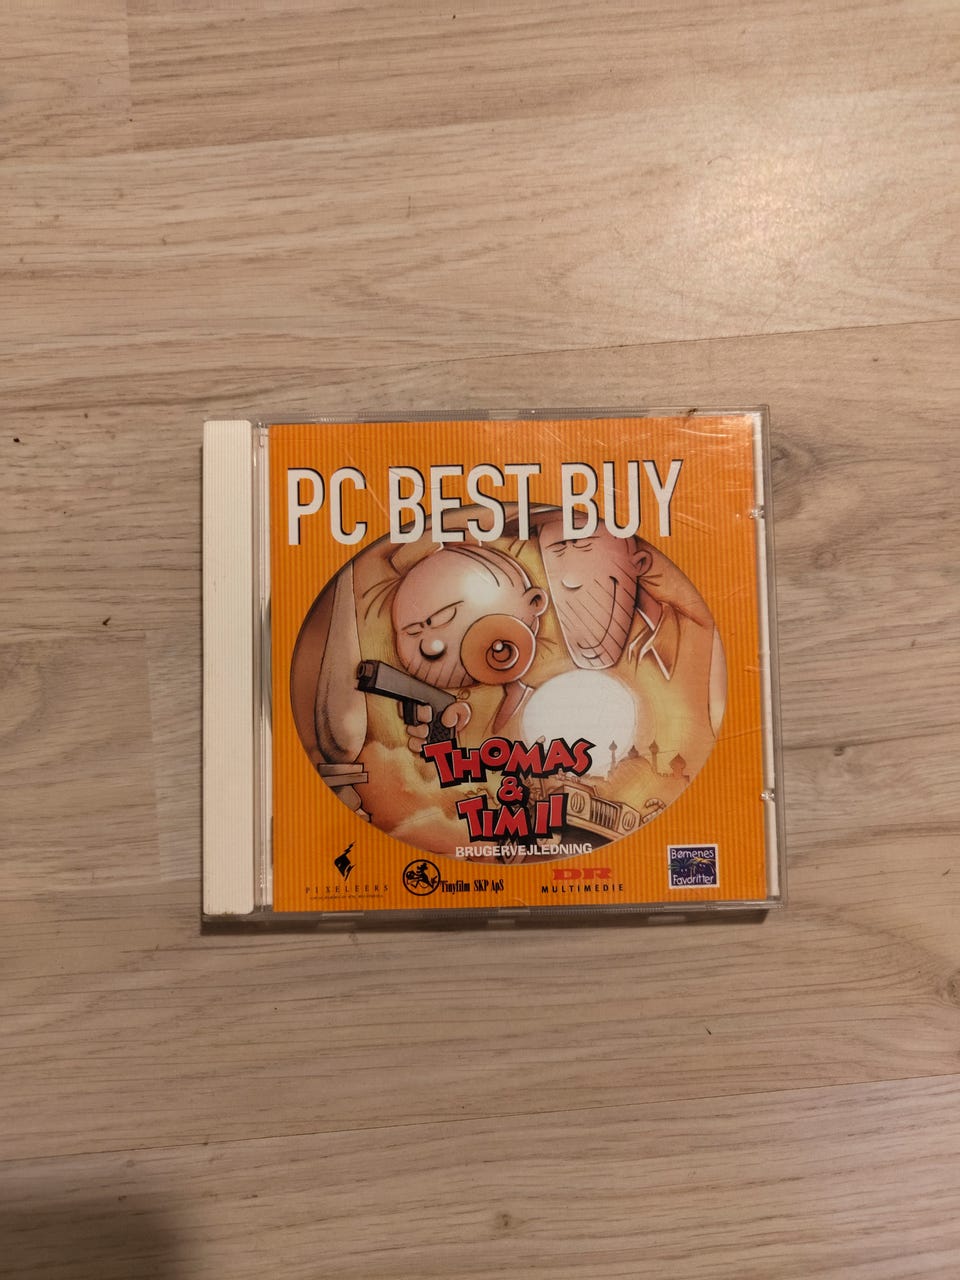 PC BEST BUY
THOMAS
&
TIM II
BRUGERVEJLEDNING
PIXELEERS
Tinyfilm SKP ApS
DR
MULTIMEDIE
Børnenes
Favoritter